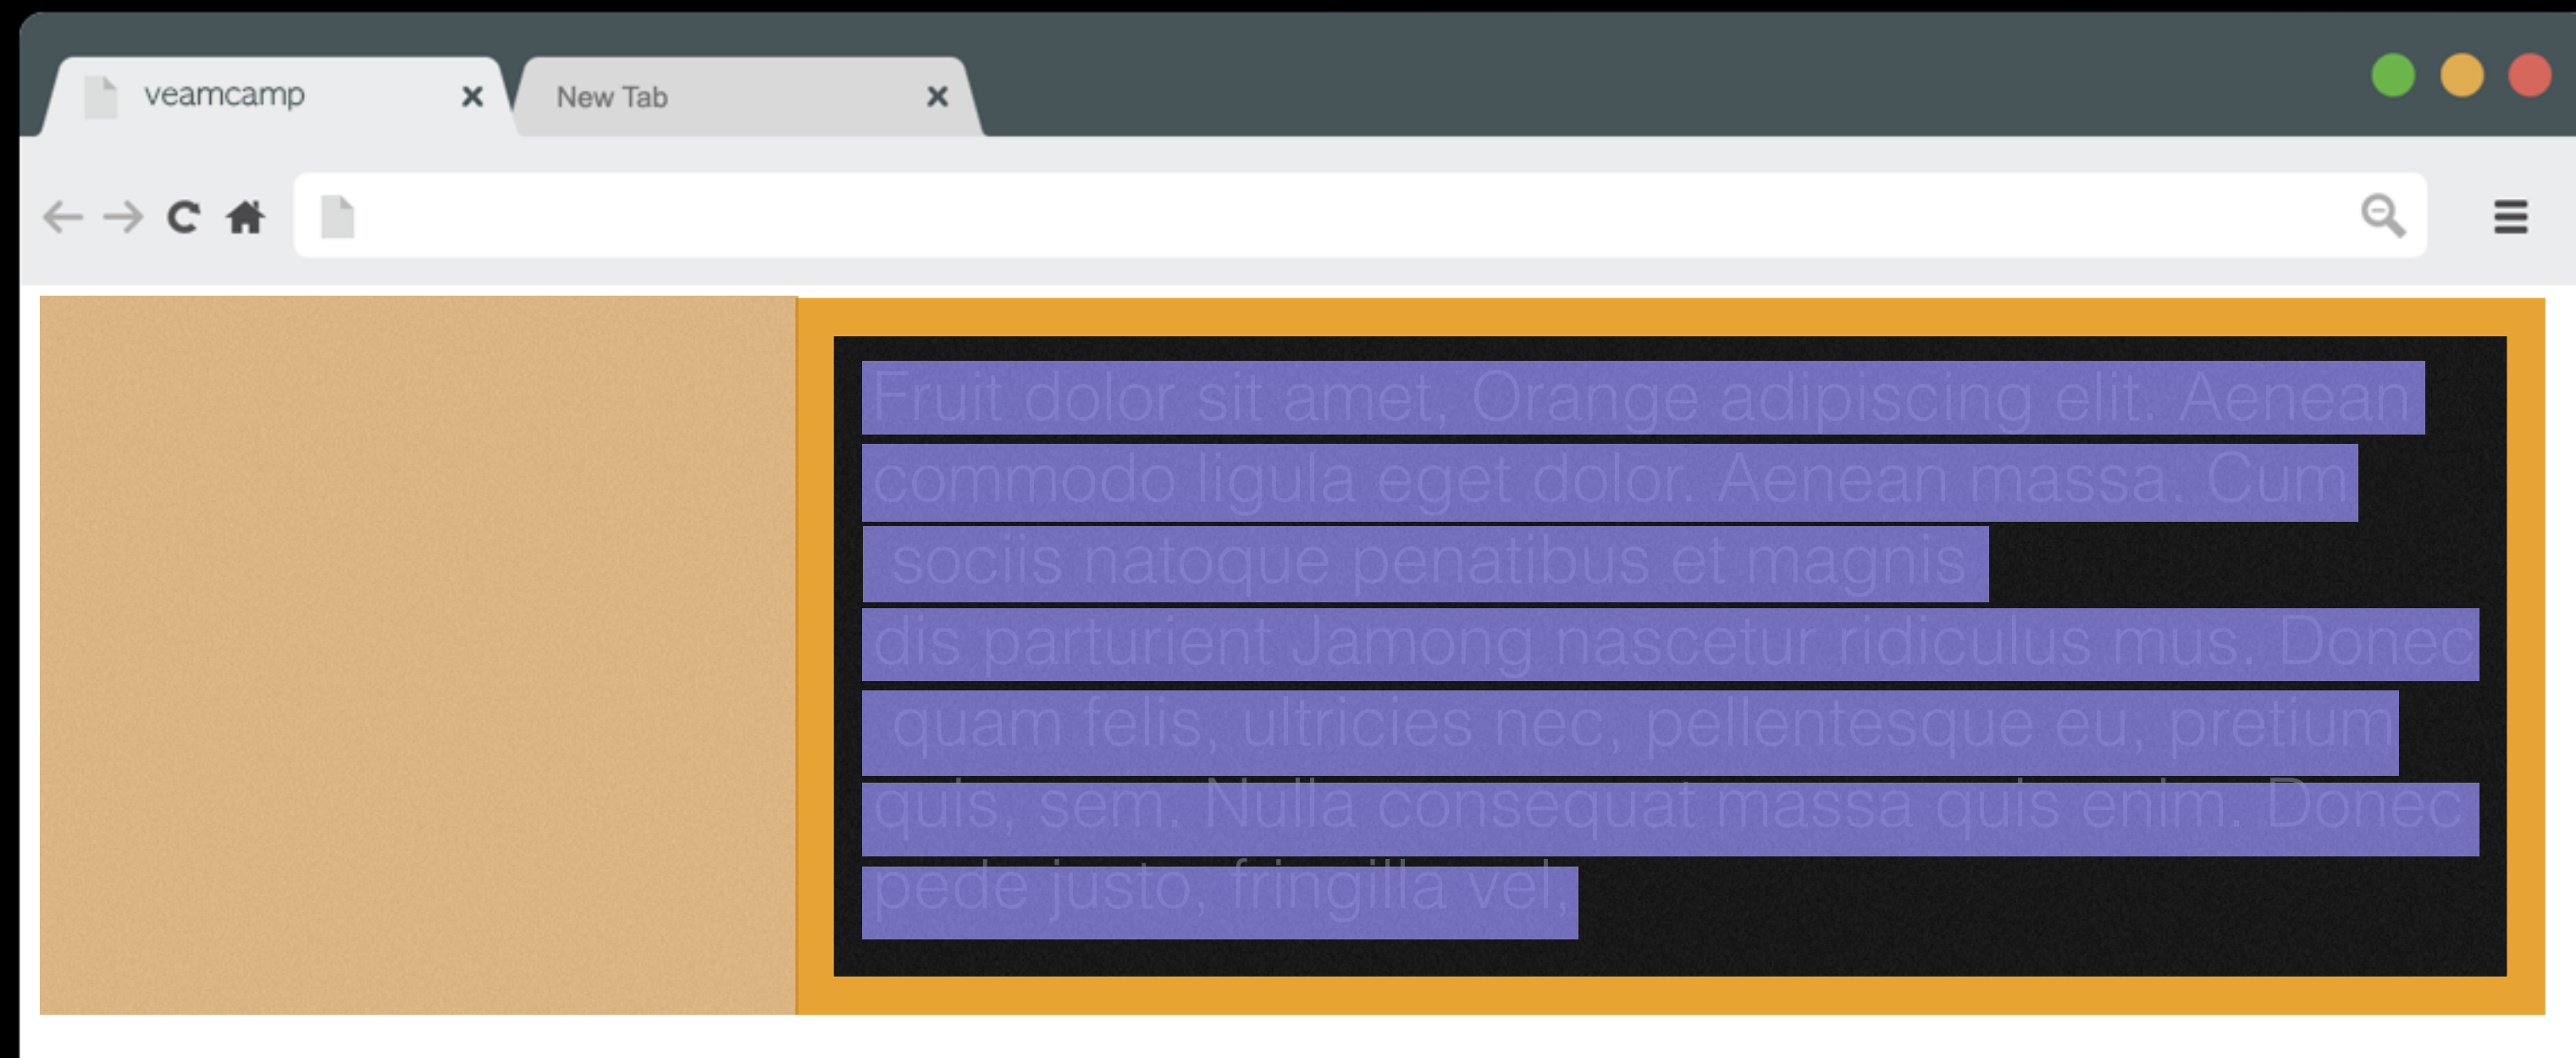 veamcamp
New Tab
Fruit dolor sit amet, Orange adipiscing elit. Aenean
commodo ligula eget dolor. Aenean massa. Cum
sociis natoque penatibus et magnis
dis parturient Jamong nascetur ridiculus mus. Donec
quam felis, ultricies nec, pellentesque eu, pretium
quis, sem. Nulla consequat massa quis enim. Donec
pede justo, fringilla vel,